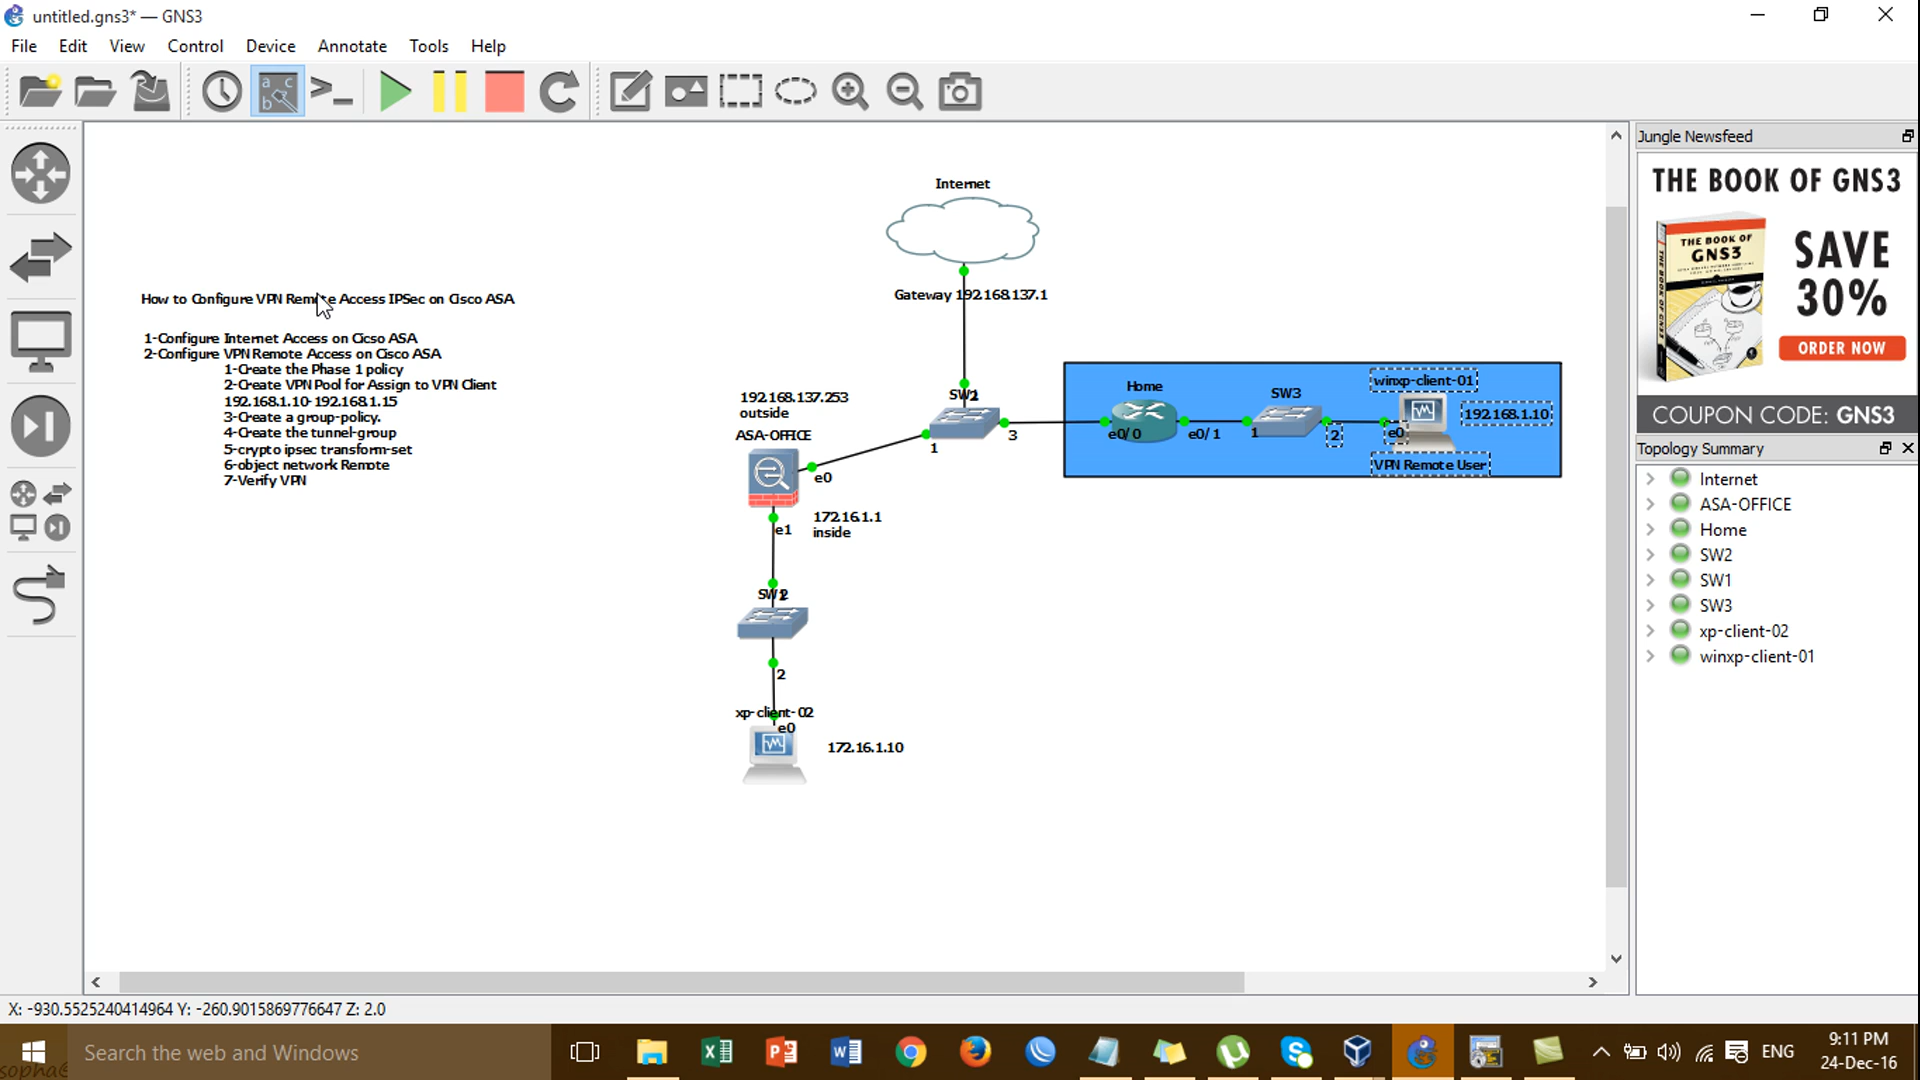 untitled.gns3* — GNS3
File Edit View Control Device Annotate Tools Help
Jungle Newsfeed
THE BOOK OF GNS3
THE BOOK OF
GNS3
SAVE
30%
ORDER NOW
COUPON CODE: GNS3
Topology Summary
Internet
ASA-OFFICE
Home
SW2
SW1
SW3
xp-client-02
winxp-client-01
How to Configure VPN Remote Access IPSec on Cisco ASA
1-Configure Internet Access on Cicso ASA
2-Configure VPN Remote Access on Cisco ASA
1-Create the Phase 1 policy
2-Create VPN Pool for Assign to VPN Client
192.168.1.10-192.168.1.15
3-Create a group-policy.
4-Create the tunnel-group
5-crypto ipsec transform-set
6-object network Remote
7-Verify VPN
Internet
Gateway 192.168.137.1
192.168.137.253
outside
ASA-OFFICE
1
3
e0
172.16.1.1
inside
e1
2
xp-client-02
e0
172.16.1.10
Home
e0/0
e0/1
SW3
1
2
e0
winxp-client-01
192.168.1.10
VPN Remote User
X: -930.5525240414964 Y: -260.9015869776647 Z: 2.0
Search the web and Windows
ENG
9:11 PM
24-Dec-16